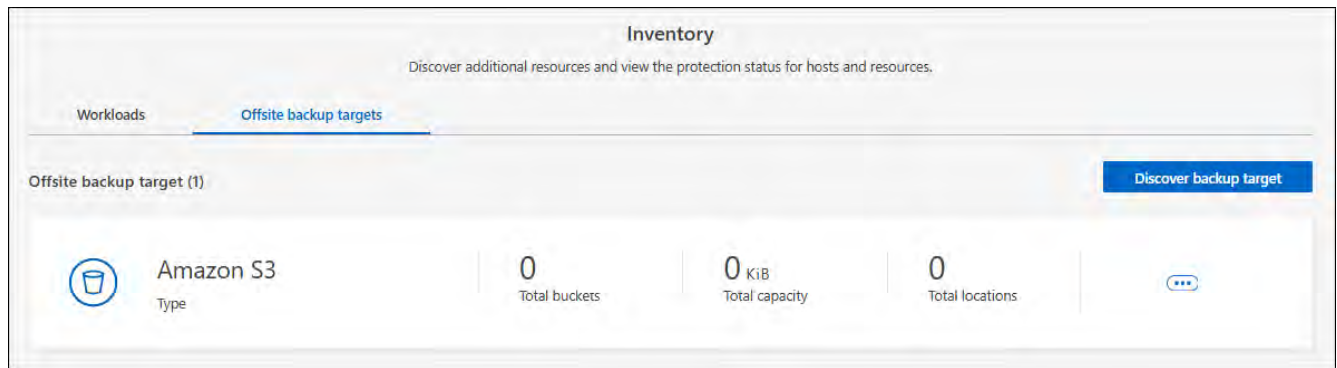 Inventory
Discover additional resources and view the protection status for hosts and resources.
Workloads
Offsite backup targets
Offsite backup target (1)
Discover backup target
Amazon S3
Type
0
Total buckets
0 KiB
Total capacity
0
Total locations